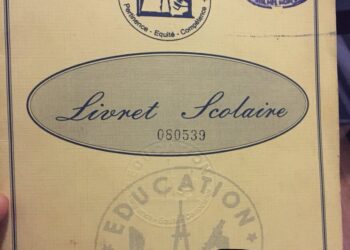 Pertinence - Equité - Compétence
Livret Scolaire
080539
EDUCATION